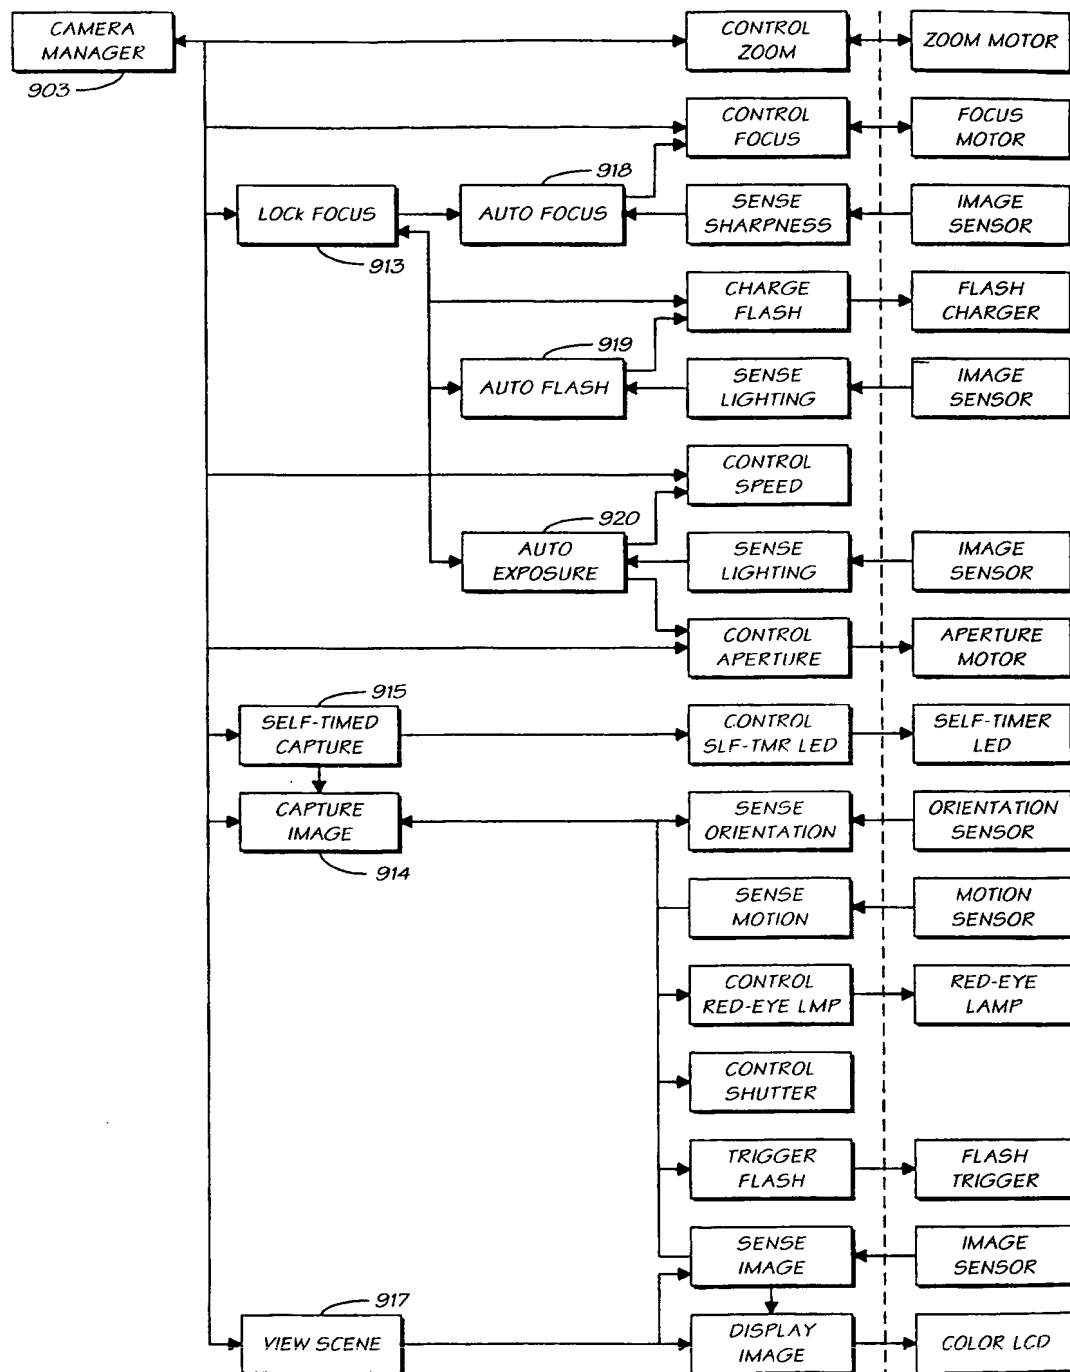 CAMERA
MANAGER
903
CONTROL
ZOOM
ZOOM MOTOR
CONTROL
FOCUS
FOCUS
MOTOR
918
LOCK FOCUS
913
AUTO FOCUS
SENSE
SHARPNESS
IMAGE
SENSOR
CHARGE
FLASH
FLASH
CHARGER
919
AUTO FLASH
SENSE
LIGHTING
IMAGE
SENSOR
CONTROL
SPEED
920
AUTO
EXPOSURE
SENSE
LIGHTING
IMAGE
SENSOR
CONTROL
APERTURE
APERTURE
MOTOR
915
SELF-TIMED
CAPTURE
CONTROL
SLF-TMR LED
SELF-TIMER
LED
CAPTURE
IMAGE
914
SENSE
ORIENTATION
ORIENTATION
SENSOR
SENSE
MOTION
MOTION
SENSOR
CONTROL
RED-EYE LMP
RED-EYE
LAMP
CONTROL
SHUTTER
TRIGGER
FLASH
FLASH
TRIGGER
SENSE
IMAGE
IMAGE
SENSOR
917
VIEW SCENE
DISPLAY
IMAGE
COLOR LCD